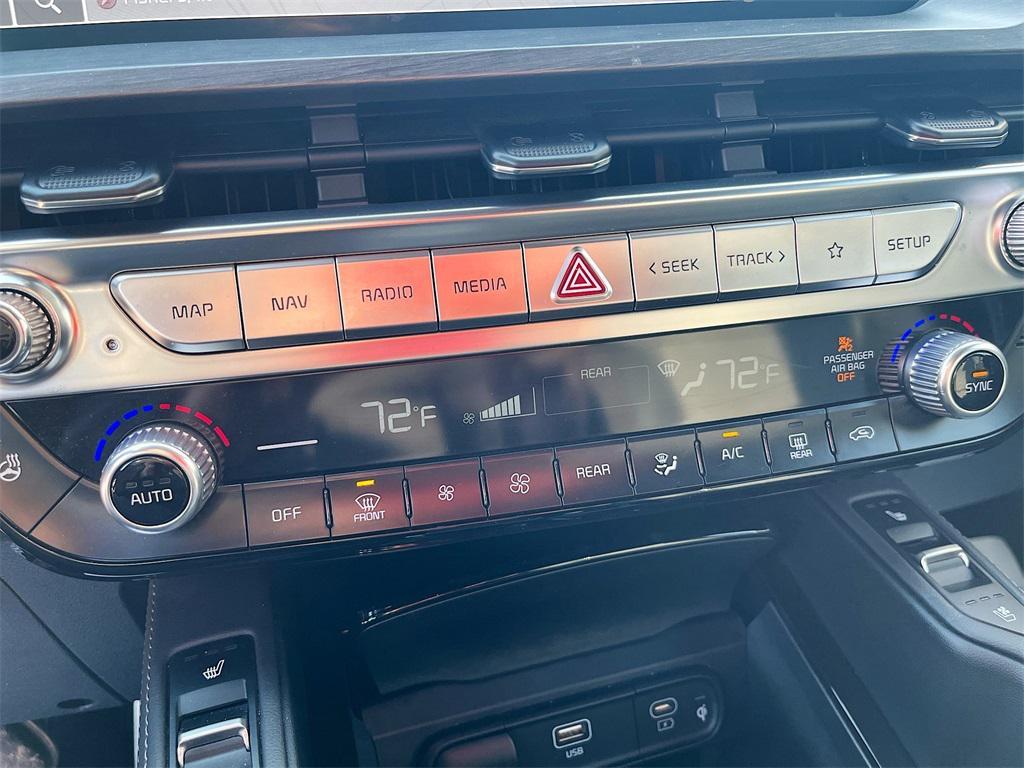 MAP NAV RADIO MEDIA < SEEK TRACK > SETUP
72°F REAR 72°F
PASSENGER
AIR BAG
OFF
AUTO SYNC
OFF FRONT REAR A/C REAR
USB